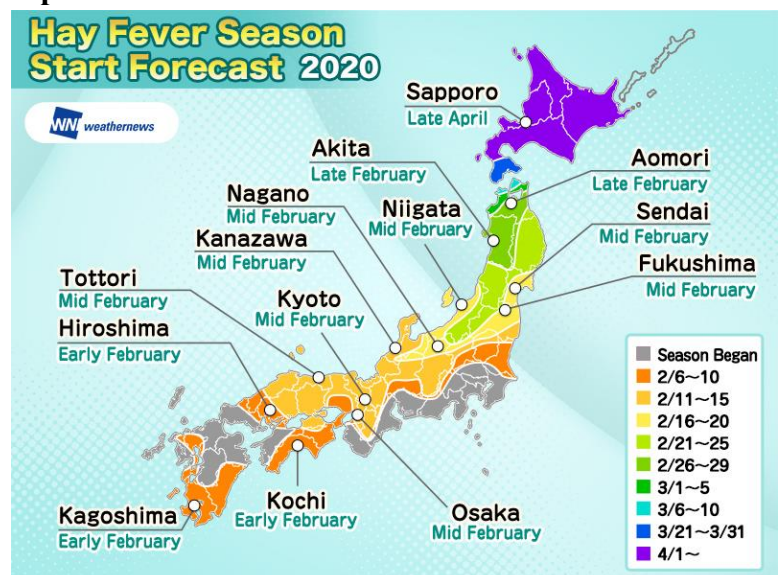 Hay Fever Season
Start Forecast 2020
WNI weathernews
Sapporo
Late April
Akita
Late February
Aomori
Late February
Nagano
Mid February
Niigata
Mid February
Sendai
Mid February
Kanazawa
Mid February
Fukushima
Mid February
Tottori
Mid February
Kyoto
Mid February
Hiroshima
Early February
Kagoshima
Early February
Kochi
Early February
Osaka
Mid February
Season Began
2/6~10
2/11~15
2/16~20
2/21~25
2/26~29
3/1~5
3/6~10
3/21~3/31
4/1~